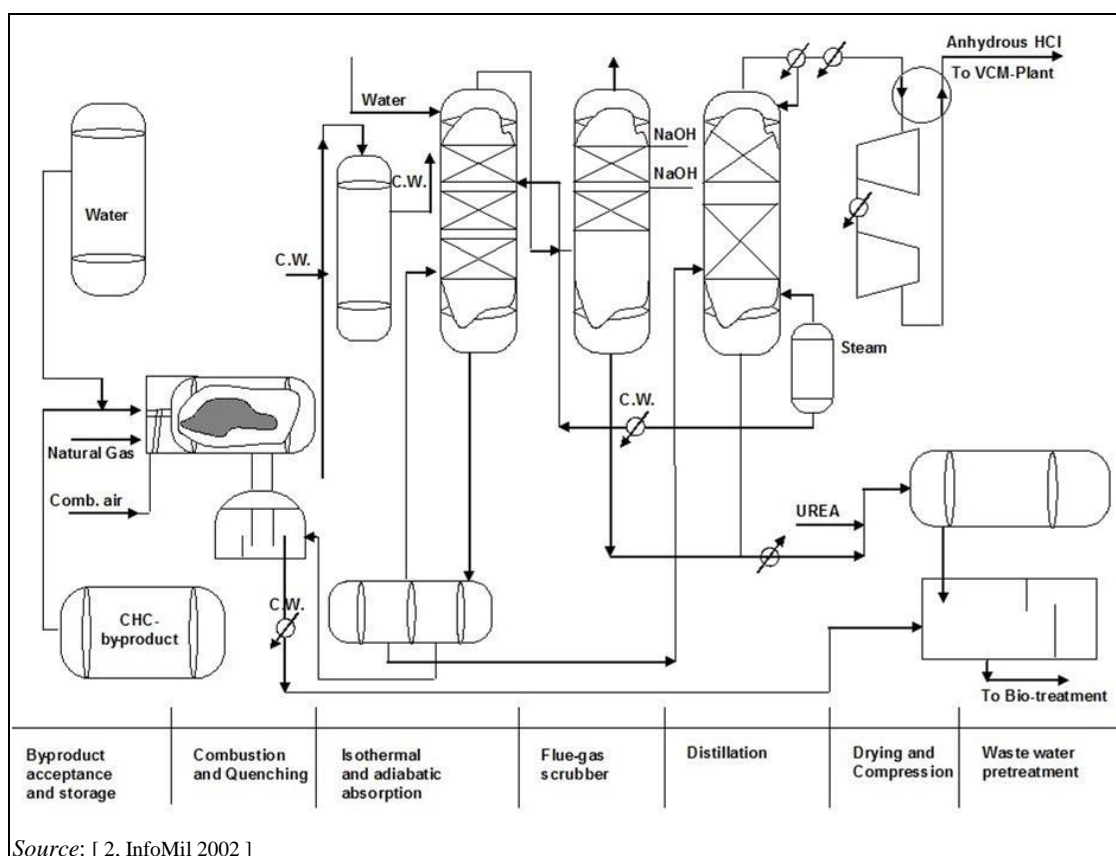 Anhydrous HCl
To VCM-Plant
Water
NaOH
C.W.
NaOH
Water
C.W.
Steam
C.W.
Natural Gas
Comb. air
UREA
C.W.
CHC-
by-product
To Bio-treatment
By-product
acceptance
and storage
Combustion
and Quenching
Isothermal
and adiabatic
absorption
Flue-gas
scrubber
Distillation
Drying and
Compression
Waste water
pretreatment
Source: [ 2, InfoMil 2002 ]